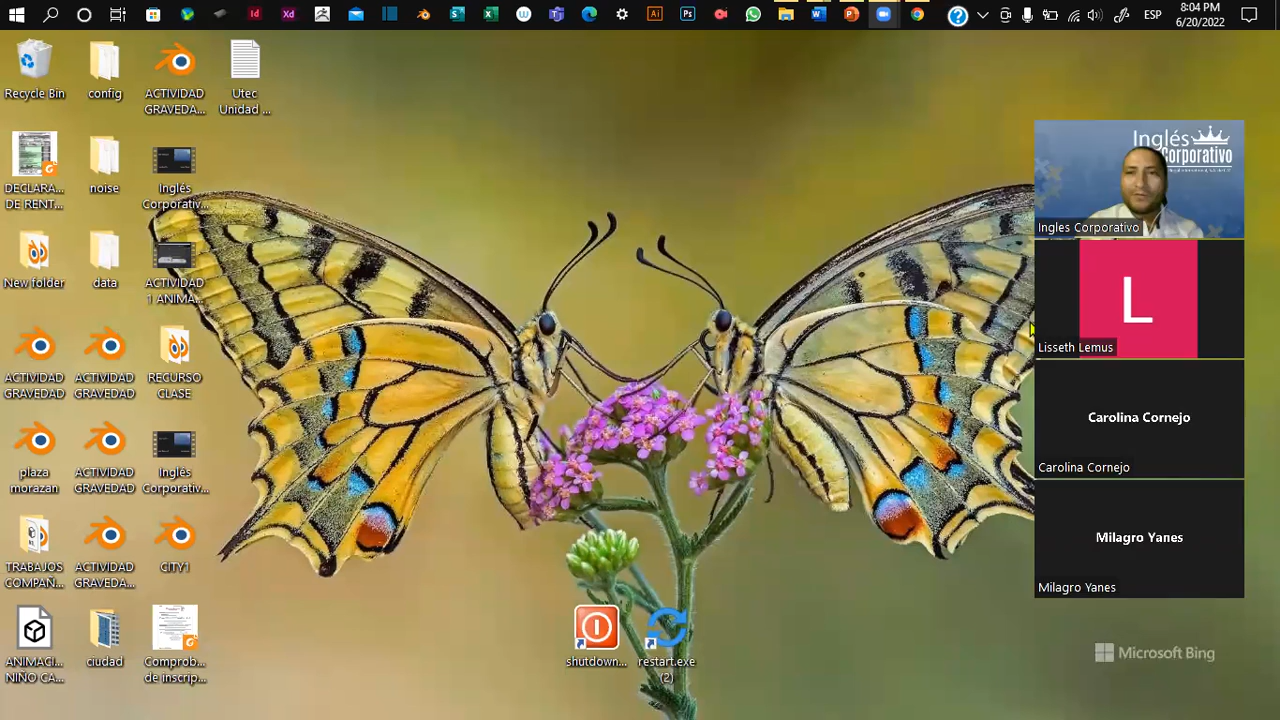 ESP
8:04 PM
6/20/2022
Recycle Bin
config
ACTIVIDAD
GRAVEDA...
Utec
Unidad ...
DECLARA...
DE RENT...
noise
Inglés
Corporativ...
New folder
data
ACTIVIDAD
1 ANIMA...
ACTIVIDAD
GRAVEDAD
ACTIVIDAD
GRAVEDAD
RECURSO
CLASE
plaza
morazan
ACTIVIDAD
GRAVEDAD
Inglés
Corporativ...
TRABAJOS
COMPAÑ...
ACTIVIDAD
GRAVEDA...
CITY1
ANIMACI...
NIÑO CA...
ciudad
Comprob...
de inscrip...
shutdown...
restart.exe
(2)
Inglés
Corporativo
Ingles Corporativo
L
Lisseth Lemus
Carolina Cornejo
Carolina Cornejo
Milagro Yanes
Milagro Yanes
Microsoft Bing